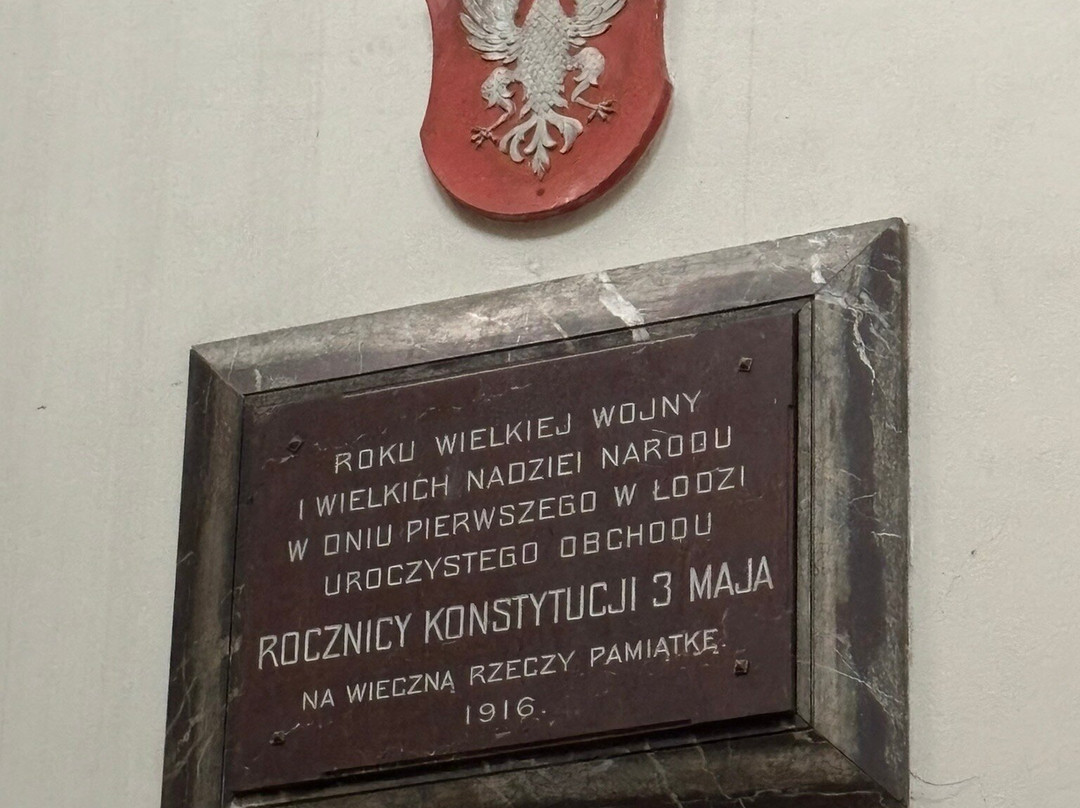 ROKU WIELKIEJ WOJNY
I WIELKICH NADZIEI NARODU
W DNIU PIERWSZEGO W ŁODZI
UROCZYSTEGO OBCHODU
ROCZNICY KONSTYTUCJI 3 MAJA
NA WIECZNĄ RZECZY PAMIĄTKĘ.
1916.